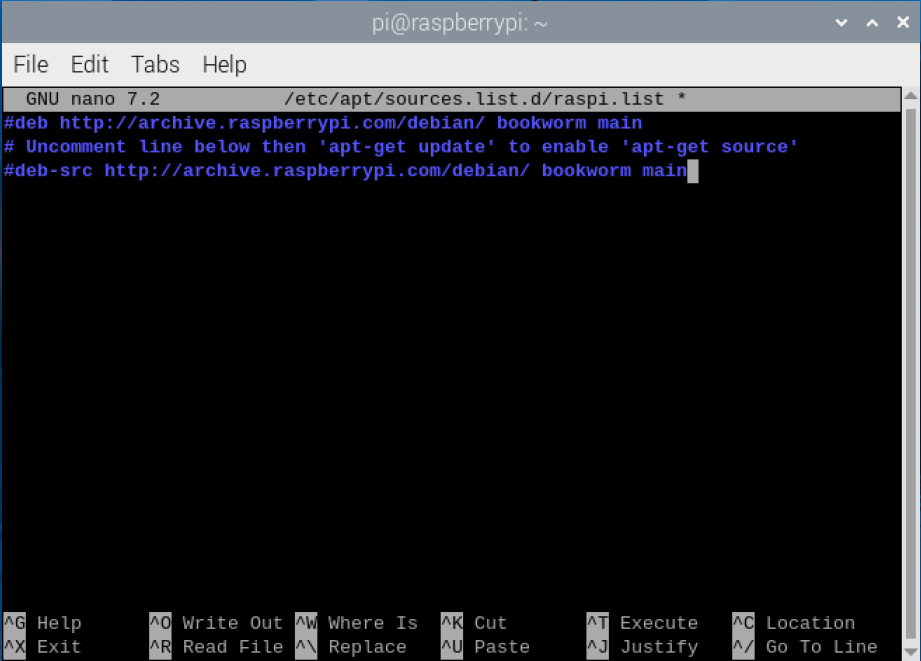 pi@raspberrypi: ~
File Edit Tabs Help
GNU nano 7.2 /etc/apt/sources.list.d/raspi.list *
#deb http://archive.raspberrypi.com/debian/ bookworm main
# Uncomment line below then 'apt-get update' to enable 'apt-get source'
#deb-src http://archive.raspberrypi.com/debian/ bookworm main
^G Help ^O Write Out ^W Where Is ^K Cut ^T Execute ^C Location
^X Exit ^R Read File ^\ Replace ^U Paste ^J Justify ^/ Go To Line